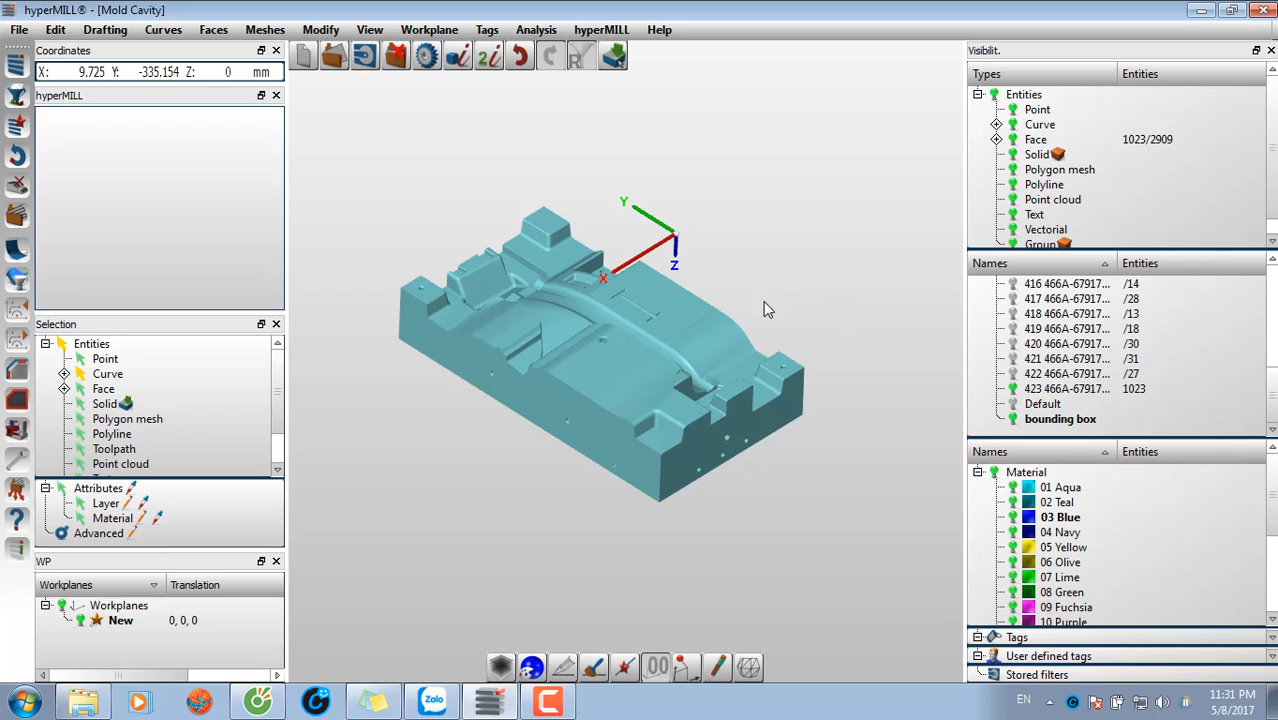 hyperMILL® - [Mold Cavity]
File Edit Drafting Curves Faces Meshes Modify View Workplane Tags Analysis hyperMILL Help
Coordinates
X: 9.725 Y: -335.154 Z: 0 mm
hyperMILL
Selection
Entities
Point
Curve
Face
Solid
Polygon mesh
Polyline
Toolpath
Point cloud
Attributes
Layer
Material
Advanced
WP
Workplanes Translation
Workplanes
New 0, 0, 0
Y
Z
X
Visibilit.
Types Entities
Entities
Point
Curve
Face 1023/2909
Solid
Polygon mesh
Polyline
Point cloud
Text
Vectorial
Group
Names Entities
416 466A-67917... /14
417 466A-67917... /28
418 466A-67917... /13
419 466A-67917... /18
420 466A-67917... /30
421 466A-67917... /31
422 466A-67917... /27
423 466A-67917... 1023
Default
bounding box
Names Entities
Material
01 Aqua
02 Teal
03 Blue
04 Navy
05 Yellow
06 Olive
07 Lime
08 Green
09 Fuchsia
10 Purple
Tags
User defined tags
Stored filters
Zalo
EN
11:31 PM
5/8/2017